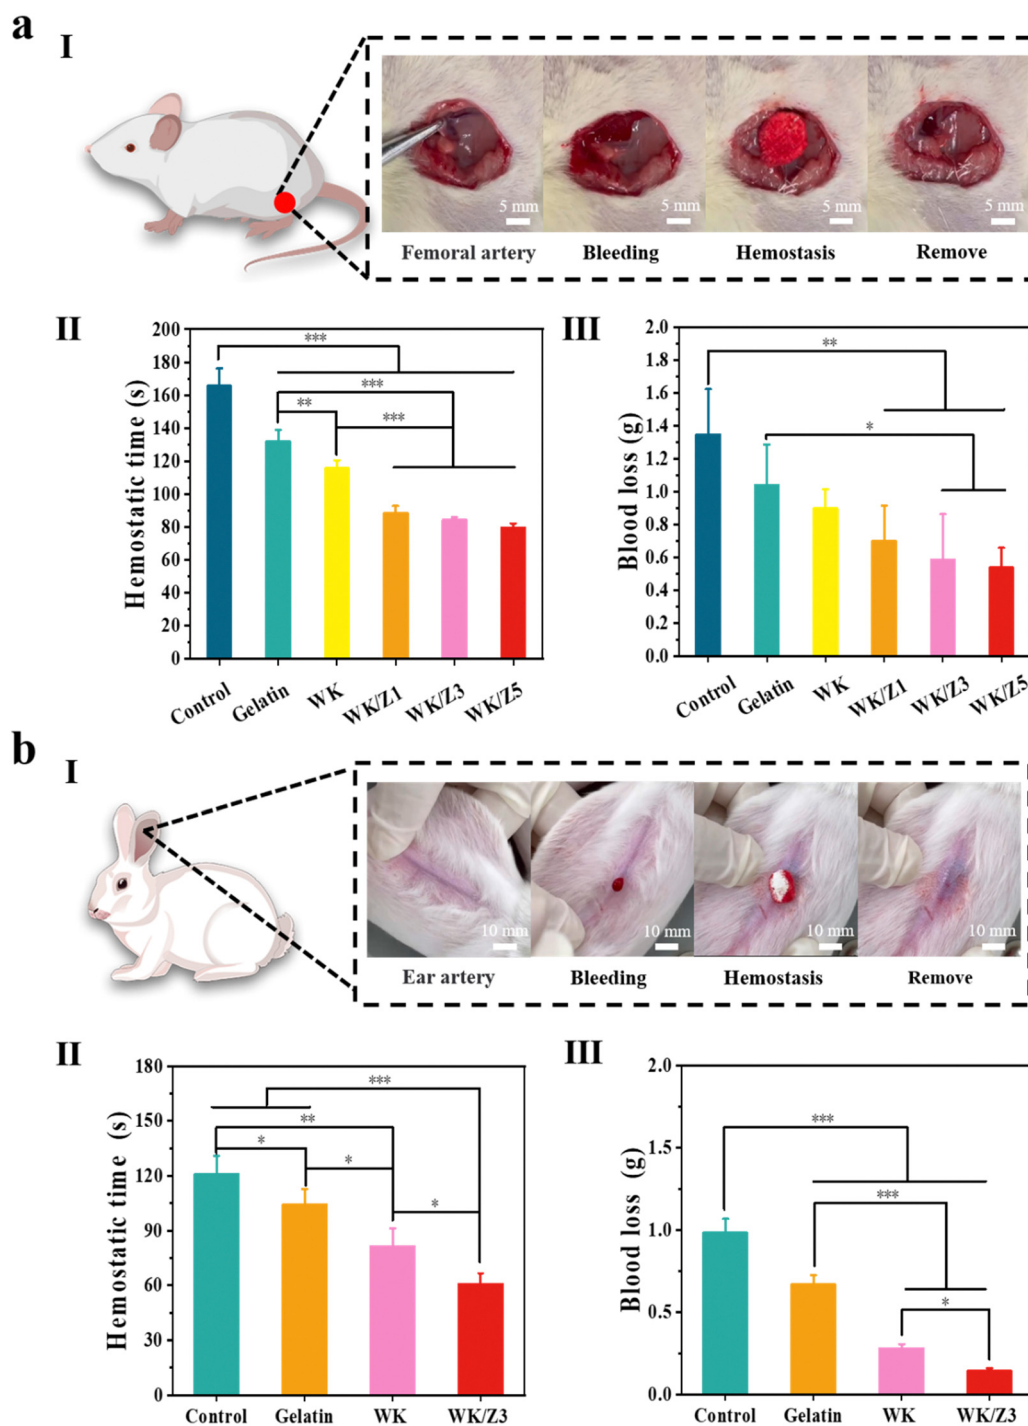 a
I
5 mm 5 mm 5 mm 5 mm
Femoral artery Bleeding Hemostasis Remove
II
Hemostatic time (s)
200
180
160
140
120
100
80
60
40
20
0
***
***
**
***
Control Gelatin WK WK/Z1 WK/Z3 WK/Z5
III
Blood loss (g)
2.0
1.8
1.6
1.4
1.2
1.0
0.8
0.6
0.4
0.2
0.0
**
*
Control Gelatin WK WK/Z1 WK/Z3 WK/Z5
b
I
10 mm 10 mm 10 mm 10 mm
Ear artery Bleeding Hemostasis Remove
II
Hemostatic time (s)
180
150
120
90
60
30
0
***
**
*
*
*
Control Gelatin WK WK/Z3
III
Blood loss (g)
2.0
1.5
1.0
0.5
0.0
***
***
*
Control Gelatin WK WK/Z3